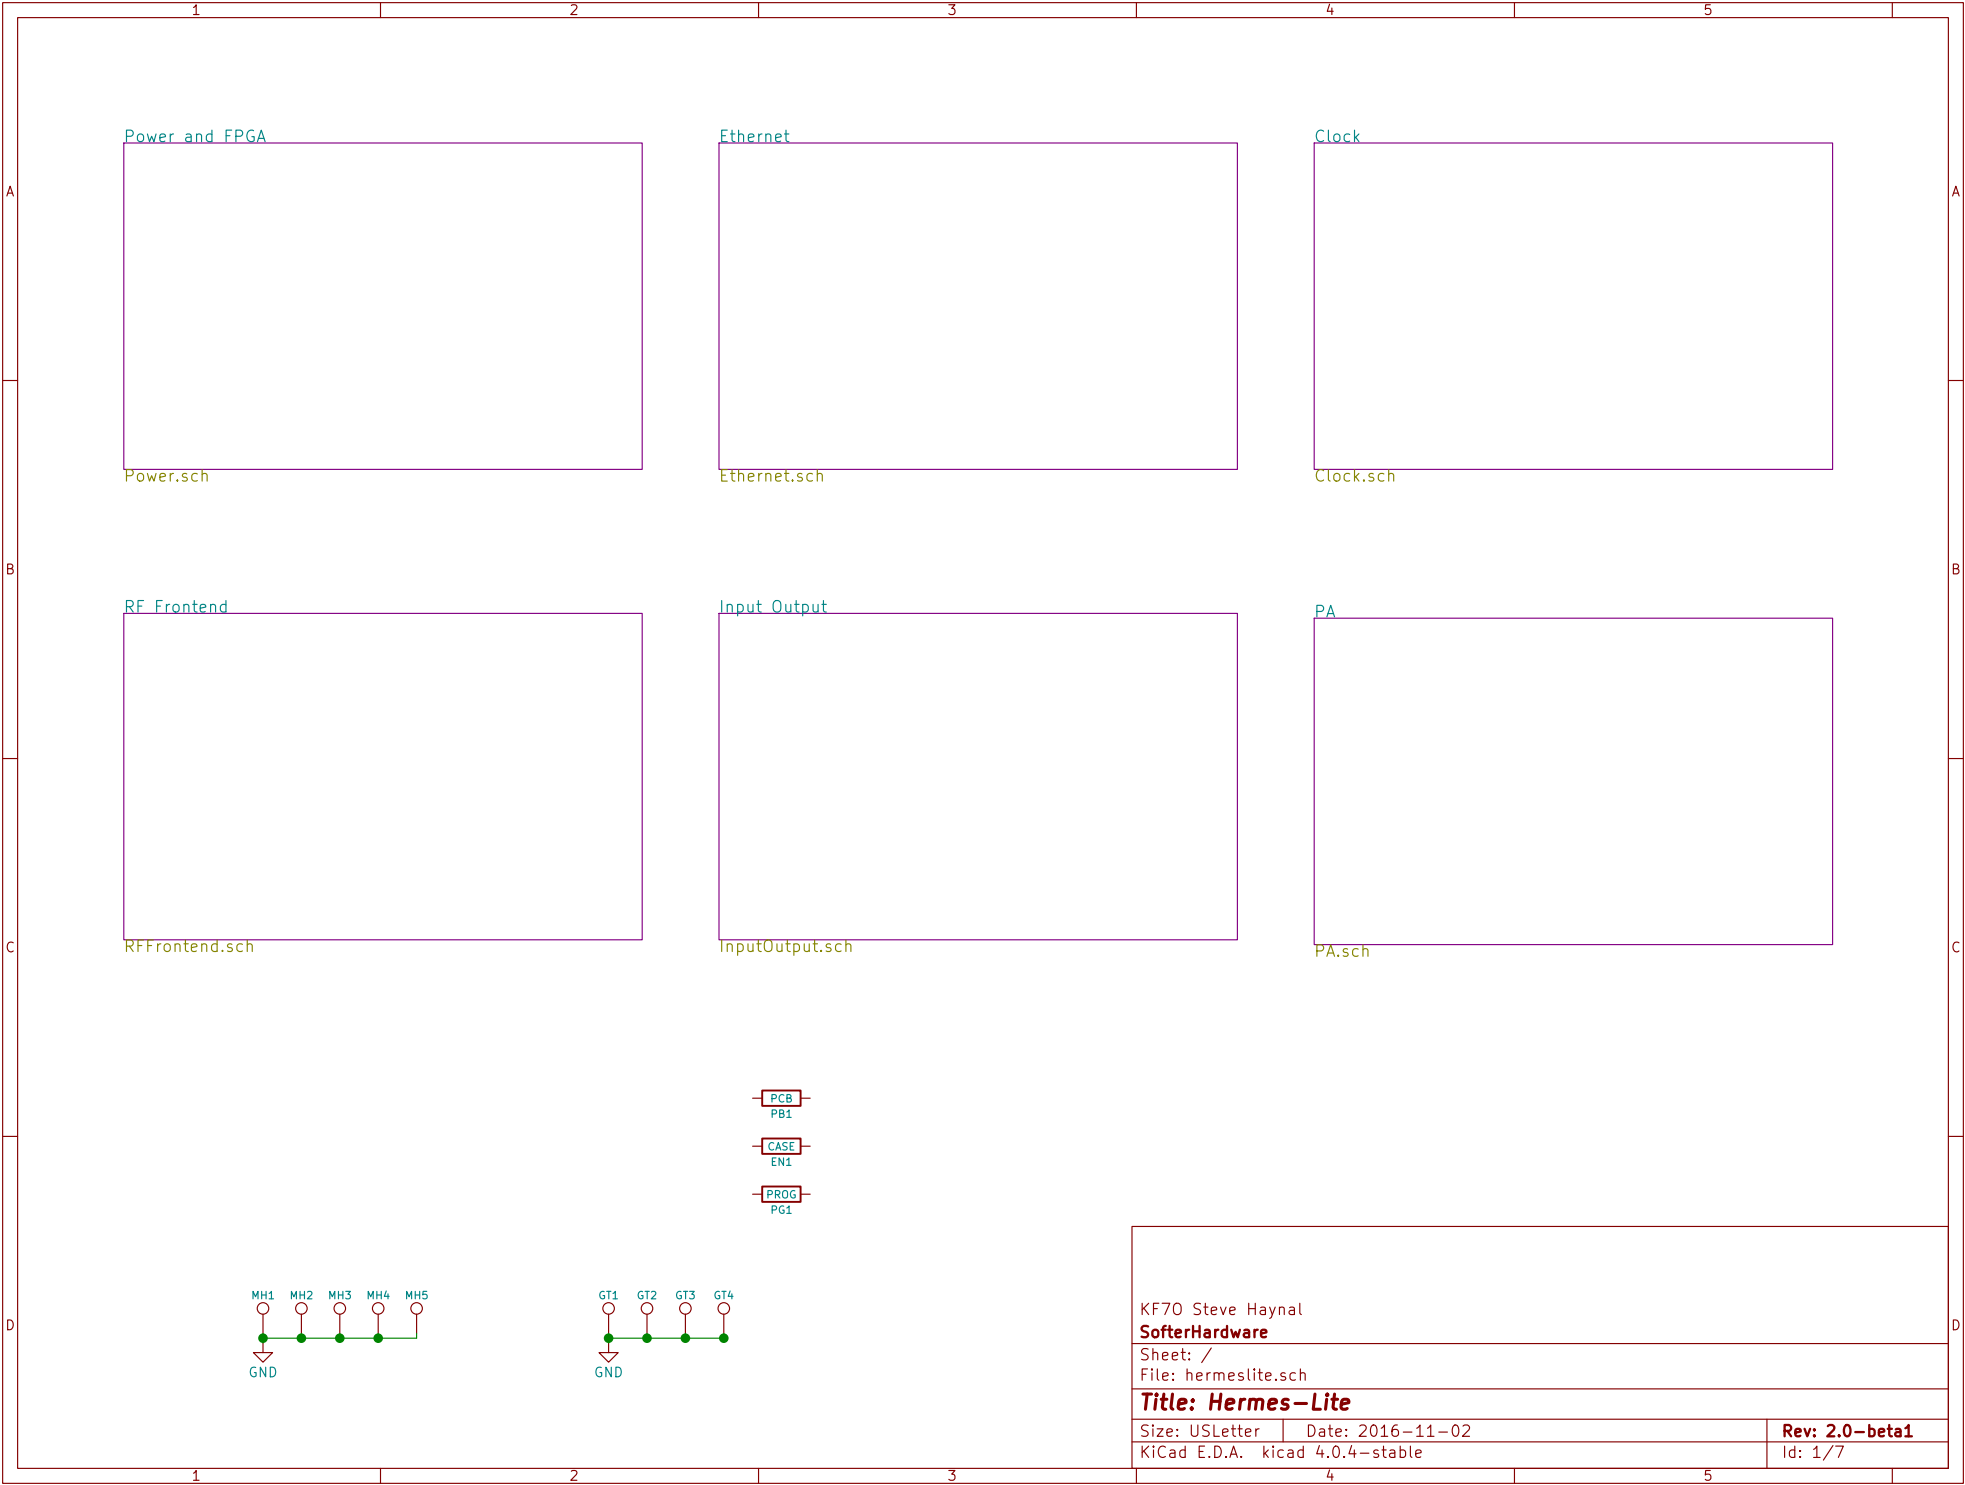 1 2 3 4 5
Power and FPGA
Ethernet
Clock
A
A
Power.sch
Ethernet.sch
Clock.sch
B
B
RF Frontend
Input Output
PA
RFFrontend.sch
InputOutput.sch
PA.sch
C
C
PCB
PB1
CASE
EN1
PROG
PG1
MH1 MH2 MH3 MH4 MH5
GT1 GT2 GT3 GT4
GND
GND
D
D
KF7O Steve Haynal
SofterHardware
Sheet: /
File: hermeslite.sch
Title: Hermes-Lite
Size: USLetter
Date: 2016-11-02
Rev: 2.0-beta1
KiCad E.D.A. kicad 4.0.4-stable
Id: 1/7
1 2 3 4 5